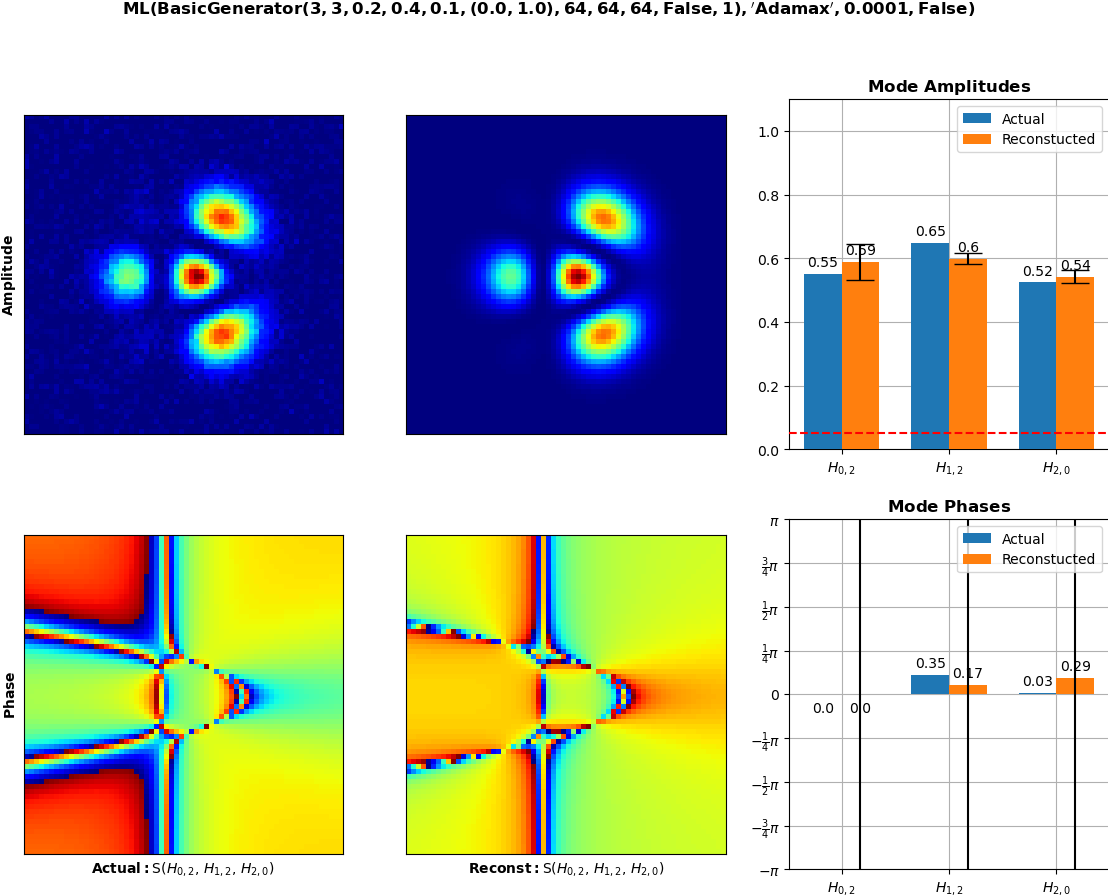 ML(BasicGenerator(3, 3, 0.2, 0.4, 0.1, (0.0, 1.0), 64, 64, 64, False, 1), ′Adamax′, 0.0001, False)
Amplitude
Mode Amplitudes
Actual
Reconstucted
1.0
0.8
0.6
0.4
0.2
0.0
0.55
0.59
0.65
0.6
0.52
0.54
H0, 2
H1, 2
H2, 0
Phase
Actual: S(H0, 2, H1, 2, H2, 0)
Reconst: S(H0, 2, H1, 2, H2, 0)
Mode Phases
Actual
Reconstucted
π
3/4π
1/2π
1/4π
0
−1/4π
−1/2π
−3/4π
−π
0.0
0.0
0.35
0.17
0.03
0.29
H0, 2
H1, 2
H2, 0